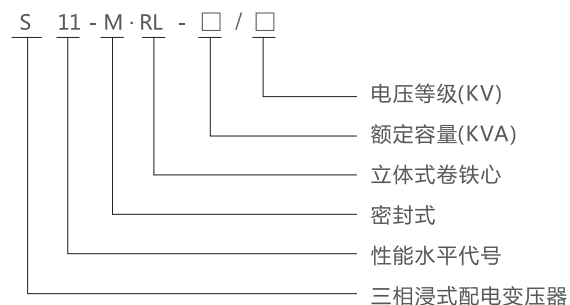 S 11 - M · RL - □ / □
电压等级(KV)
额定容量(KVA)
立体式卷铁心
密封式
性能水平代号
三相浸式配电变压器